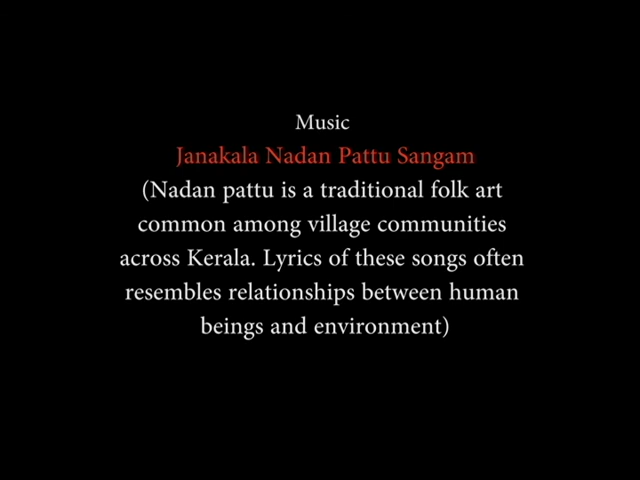 Music
Janakala Nadan Pattu Sangam
(Nadan pattu is a traditional folk art
common among village communities
across Kerala. Lyrics of these songs often
resembles relationships between human
beings and environment)